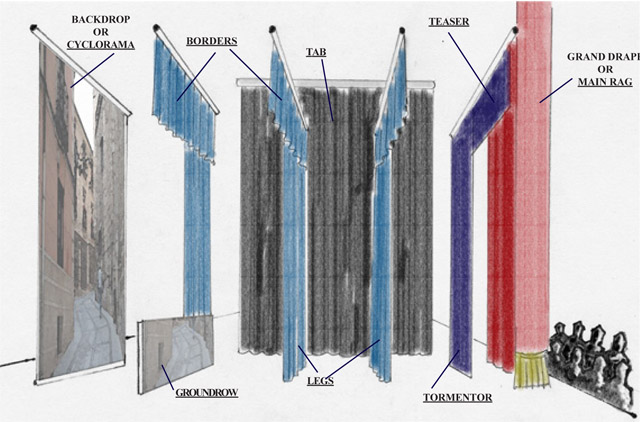 BACKDROP
OR
CYCLORAMA
BORDERS
TAB
TEASER
GRAND DRAPE
OR
MAIN RAG
GROUNDROW
LEGS
TORMENTOR